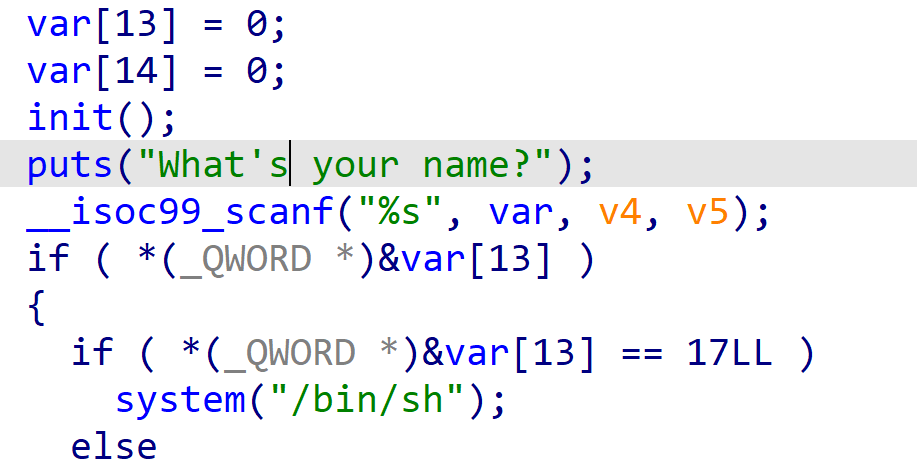 var[13] = 0;
var[14] = 0;
init();
puts("What's your name?");
__isoc99_scanf("%s", var, v4, v5);
if ( *(_QWORD *)&var[13] )
{
if ( *(_QWORD *)&var[13] == 17LL )
system("/bin/sh");
else